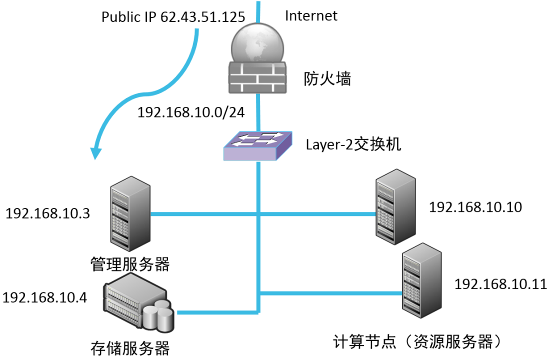 Public IP 62.43.51.125
Internet
防火墙
192.168.10.0/24
Layer-2交换机
192.168.10.3
192.168.10.10
管理服务器
192.168.10.4
192.168.10.11
存储服务器
计算节点（资源服务器）